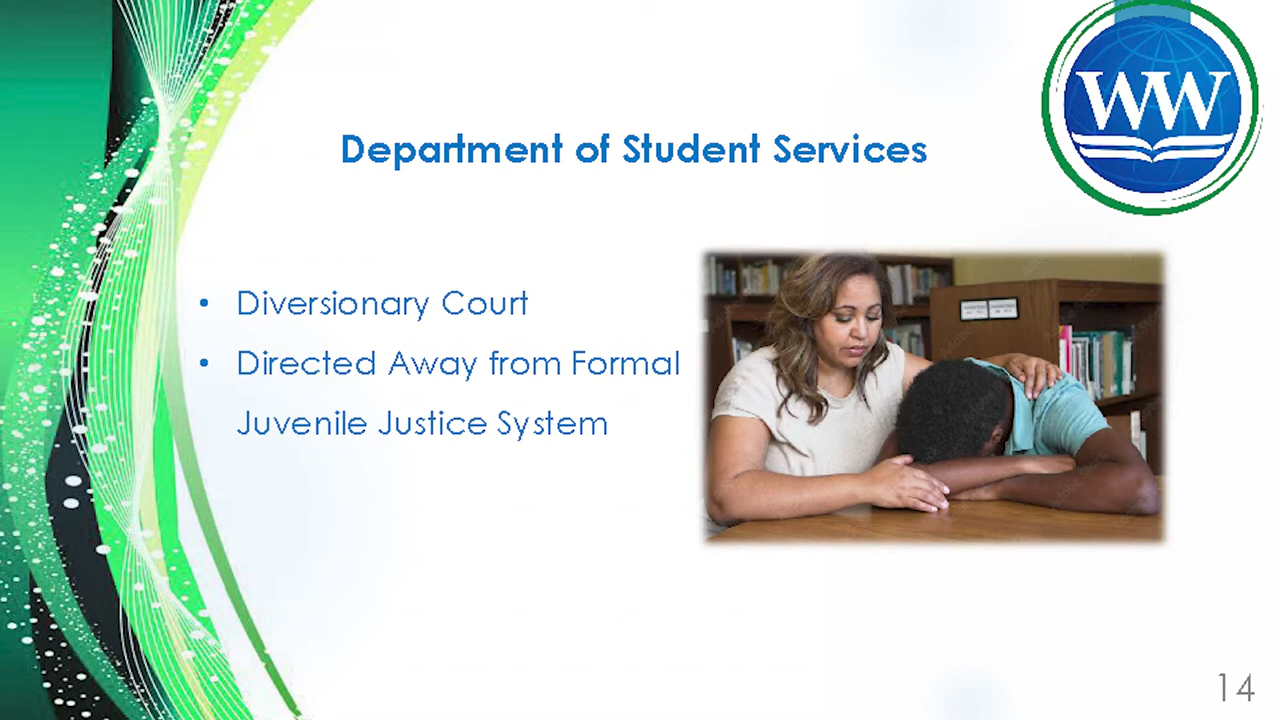 WW
Department of Student Services
• Diversionary Court
• Directed Away from Formal
Juvenile Justice System
14